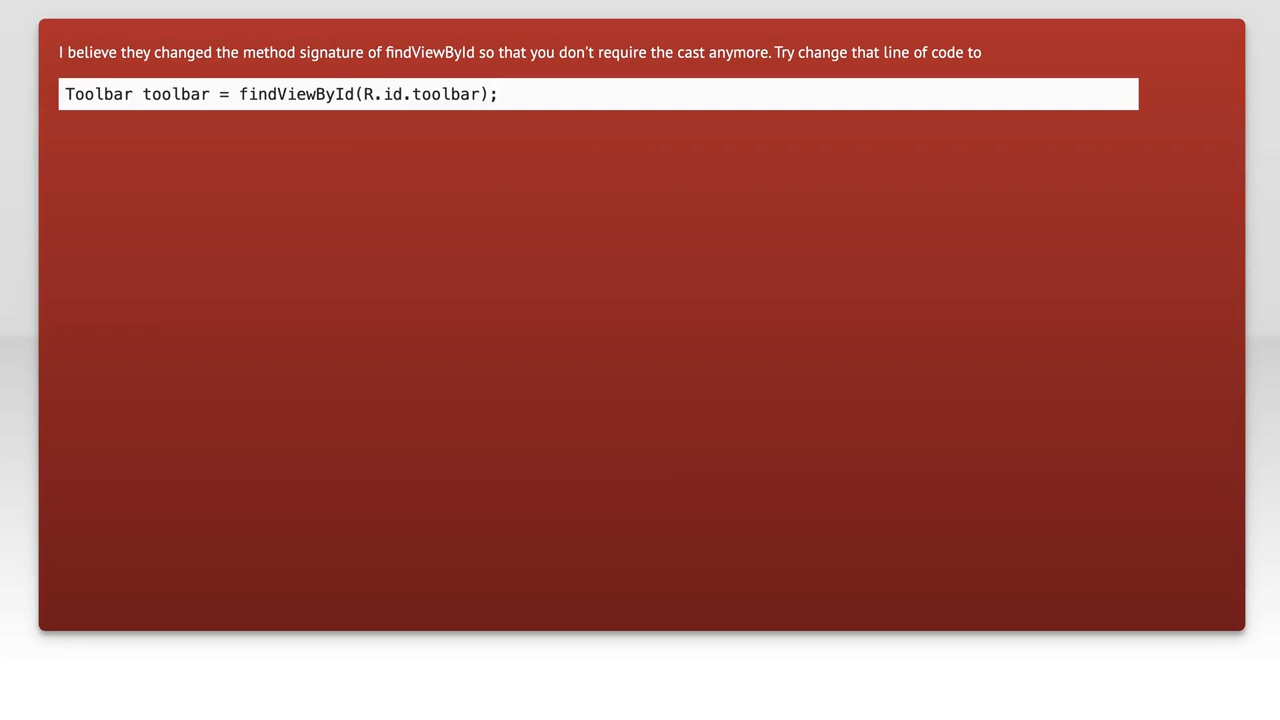 I believe they changed the method signature of findViewById so that you don't require the cast anymore. Try change that line of code to
Toolbar toolbar = findViewById(R.id.toolbar);